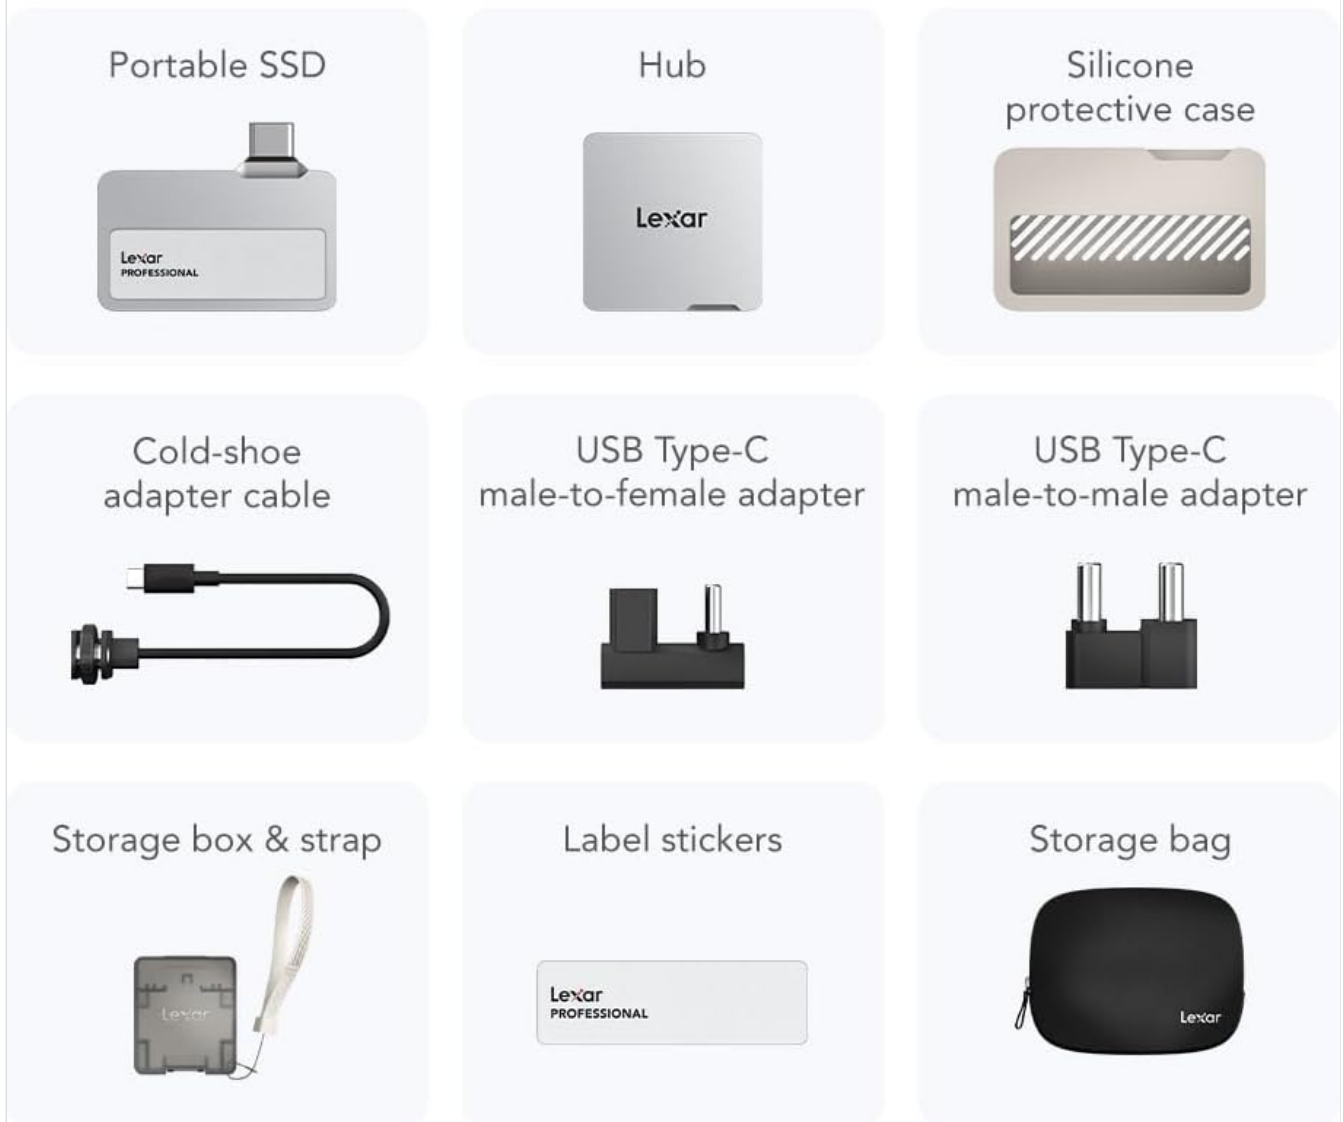 Portable SSD
Lexar
PROFESSIONAL
Hub
Lexar
Silicone
protective case
Cold-shoe
adapter cable
USB Type-C
male-to-female adapter
USB Type-C
male-to-male adapter
Storage box & strap
Lexar
Label stickers
Lexar
PROFESSIONAL
Storage bag
Lexar